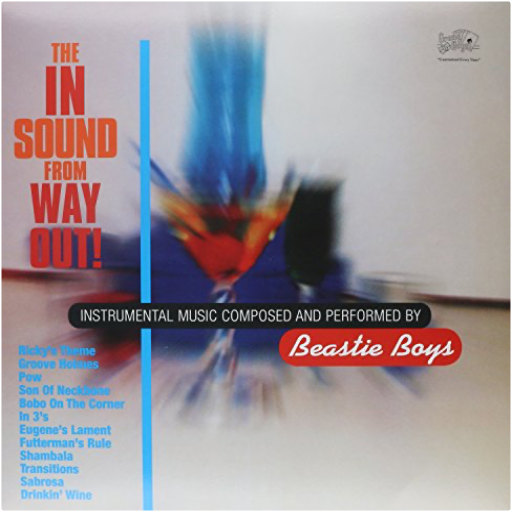 THE
IN
SOUND
FROM
WAY
OUT!
INSTRUMENTAL MUSIC COMPOSED AND PERFORMED BY
Beastie Boys
Ricky's Theme
Groove Holmes
Pow
Son Of Neckbone
Bobo On The Corner
In 3's
Eugene's Lament
Futterman's Rule
Shambala
Transitions
Sabrosa
Drinkin' Wine